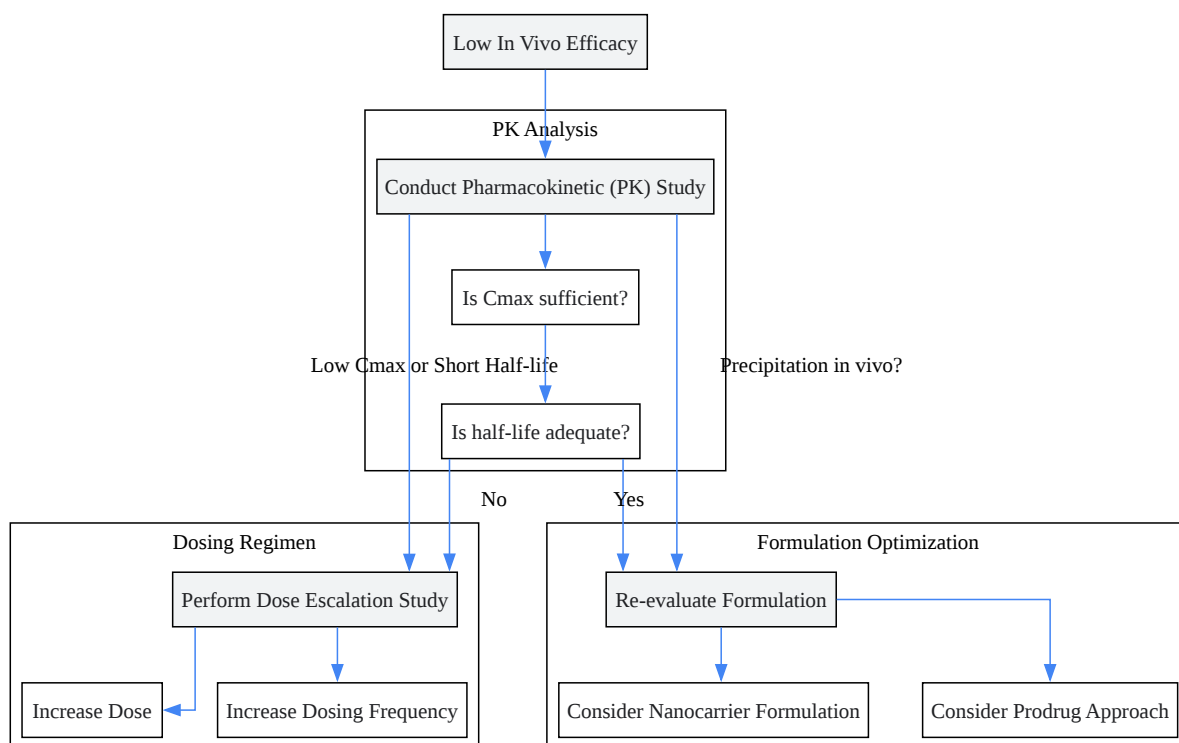 Low In Vivo Efficacy
PK Analysis
Conduct Pharmacokinetic (PK) Study
Is Cmax sufficient?
Low Cmax or Short Half-life
Precipitation in vivo?
Is half-life adequate?
No
Yes
Dosing Regimen
Formulation Optimization
Perform Dose Escalation Study
Re-evaluate Formulation
Increase Dose
Increase Dosing Frequency
Consider Nanocarrier Formulation
Consider Prodrug Approach